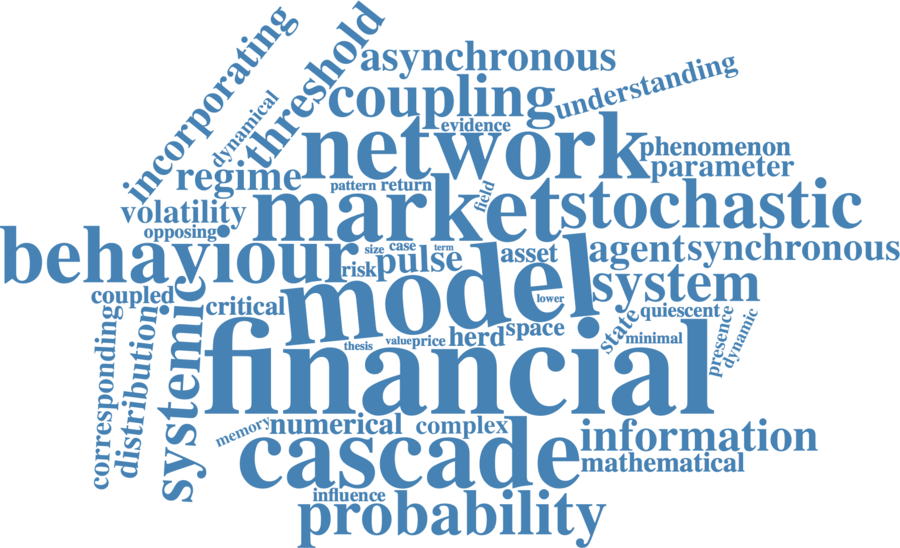 incorporating
threshold
asynchronous
dynamical
coupling
understanding
evidence
network
phenomenon
regime
parameter
pattern
return
field
market
stochastic
volatility
opposing
behaviour
size
case
term
asset
agent
synchronous
risk
pulse
model
system
coupled
critical
lower
systemic
quiescent
state
space
herd
price
value
thesis
minimal
presence
dynamic
corresponding
distribution
financial
memory
numerical
complex
cascade
information
mathematical
influence
probability